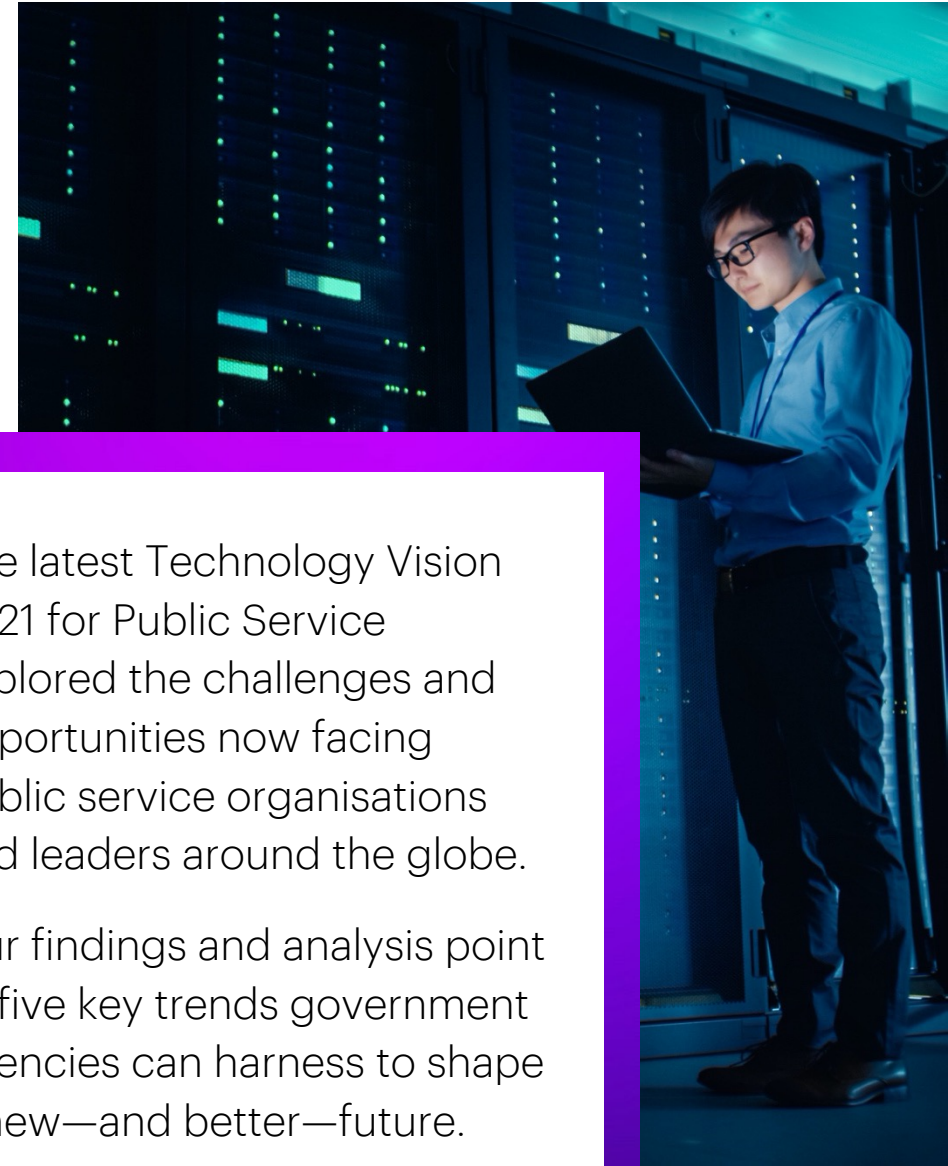 e latest Technology Vision
21 for Public Service
plored the challenges and
portunities now facing
blic service organisations
d leaders around the globe.
ur findings and analysis point
five key trends government
encies can harness to shape
new—and better—future.